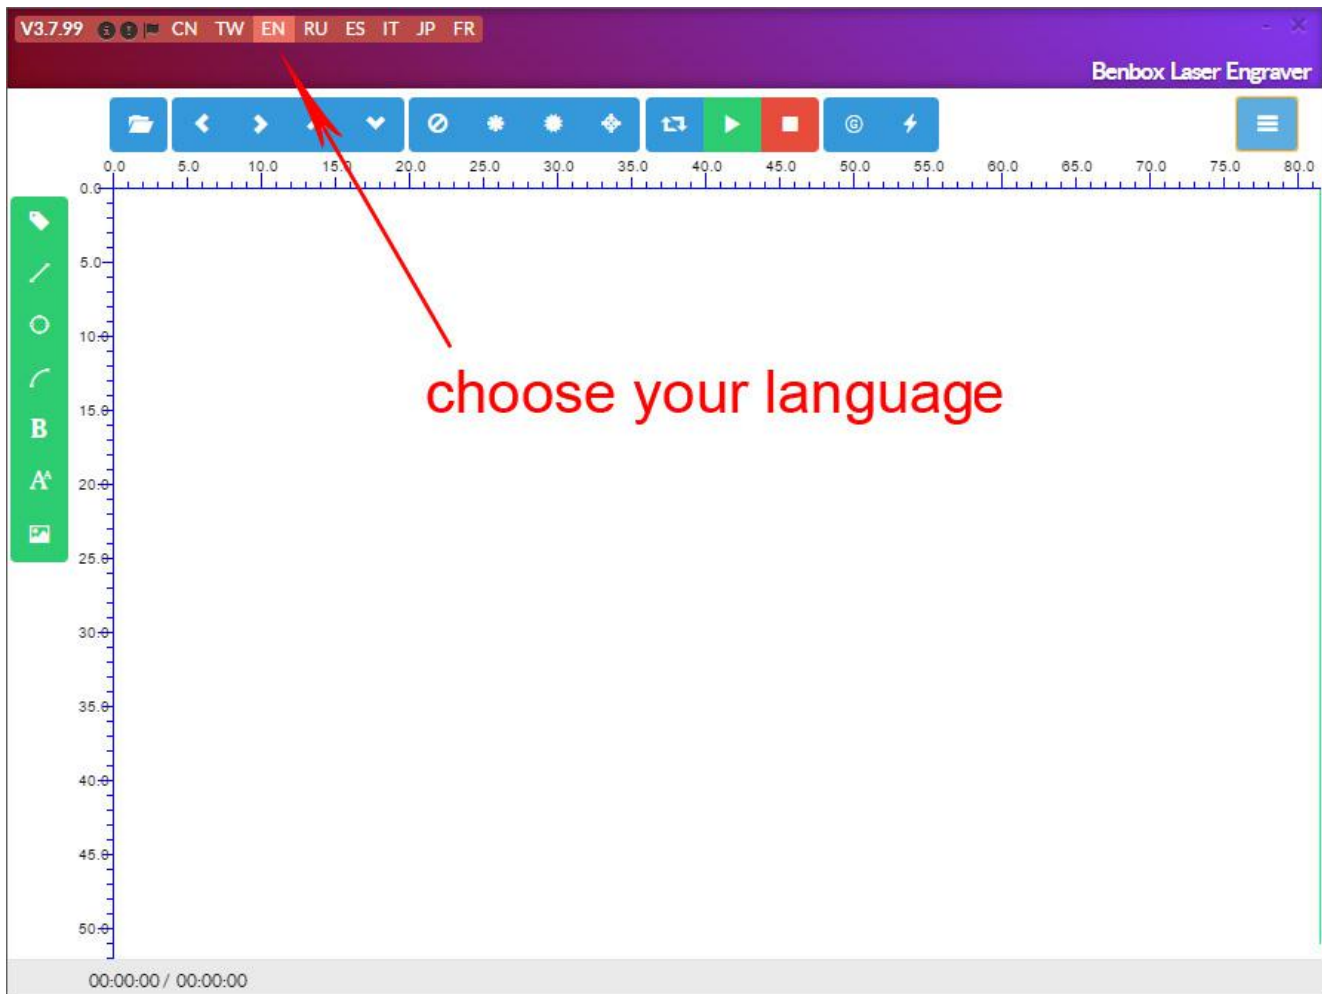 V3.7.99 CN TW EN RU ES IT JP FR
Benbox Laser Engraver
0.0 5.0 10.0 15.0 20.0 25.0 30.0 35.0 40.0 45.0 50.0 55.0 60.0 65.0 70.0 75.0 80.0
0.0
5.0
10.0
choose your language
15.0
B
A^A
20.0
25.0
30.0
35.0
40.0
45.0
50.0
00:00:00 / 00:00:00